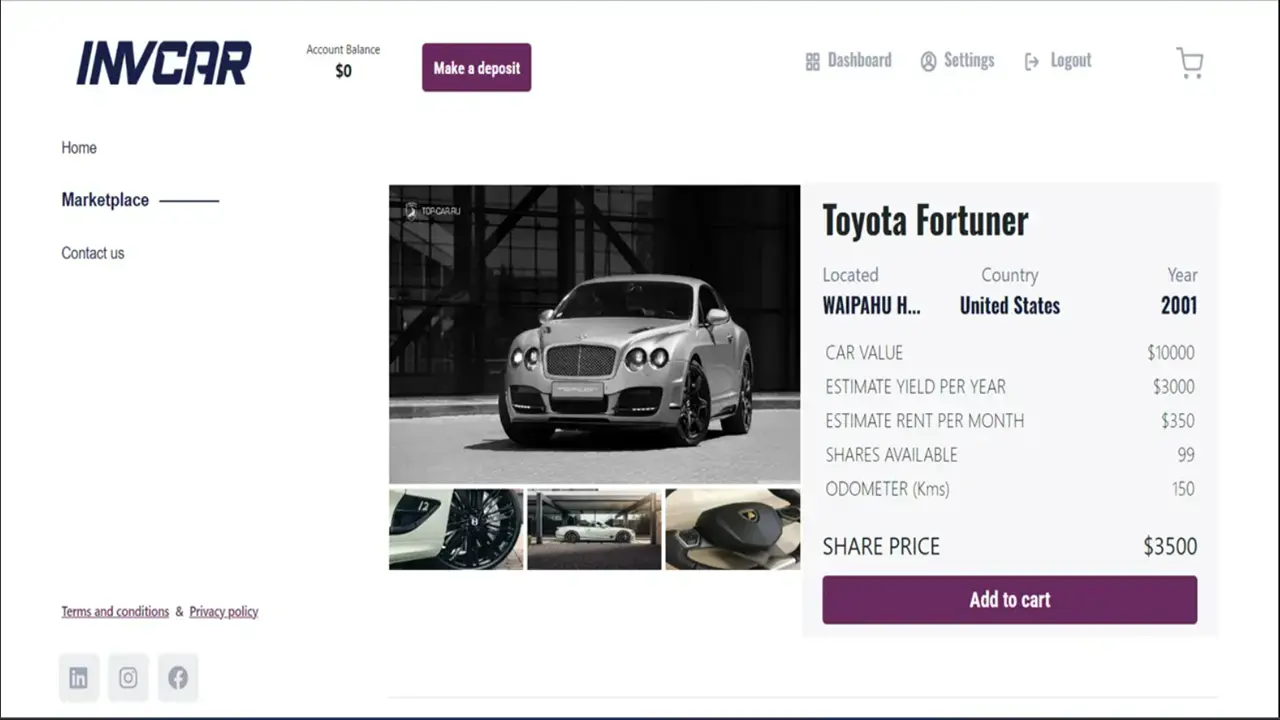 INVCAR
Account Balance
$0
Make a deposit
Dashboard
Settings
Logout
Home
Marketplace
Contact us
TOP-CAR.RU
Toyota Fortuner
Located Country Year
WAIPAHU H... United States 2001
CAR VALUE $10000
ESTIMATE YIELD PER YEAR $3000
ESTIMATE RENT PER MONTH $350
SHARES AVAILABLE 99
ODOMETER (Kms) 150
SHARE PRICE $3500
Add to cart
Terms and conditions & Privacy policy